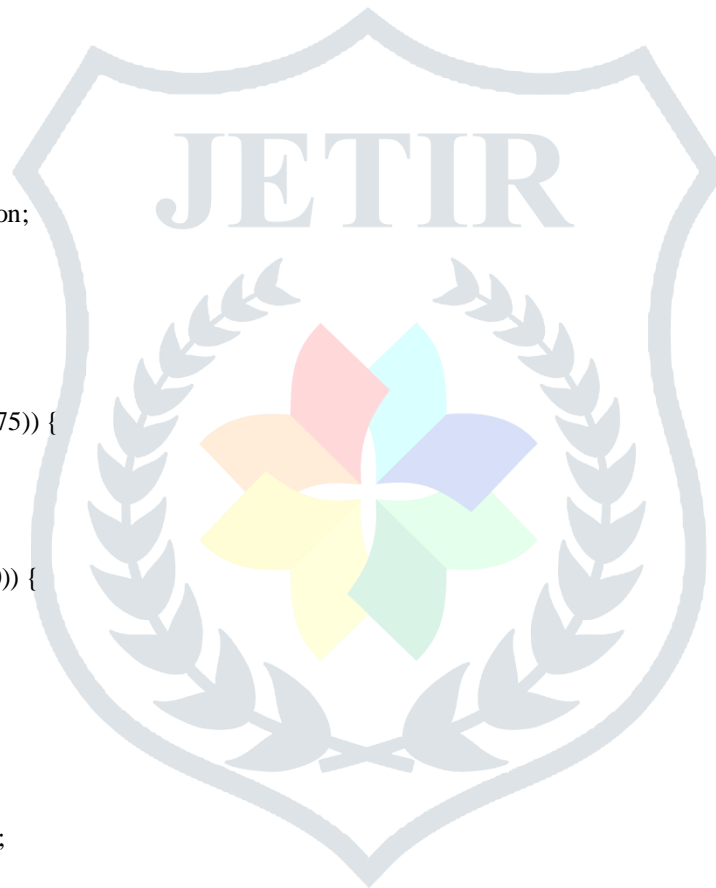 JETIR
on;
75)) {
)) {
;